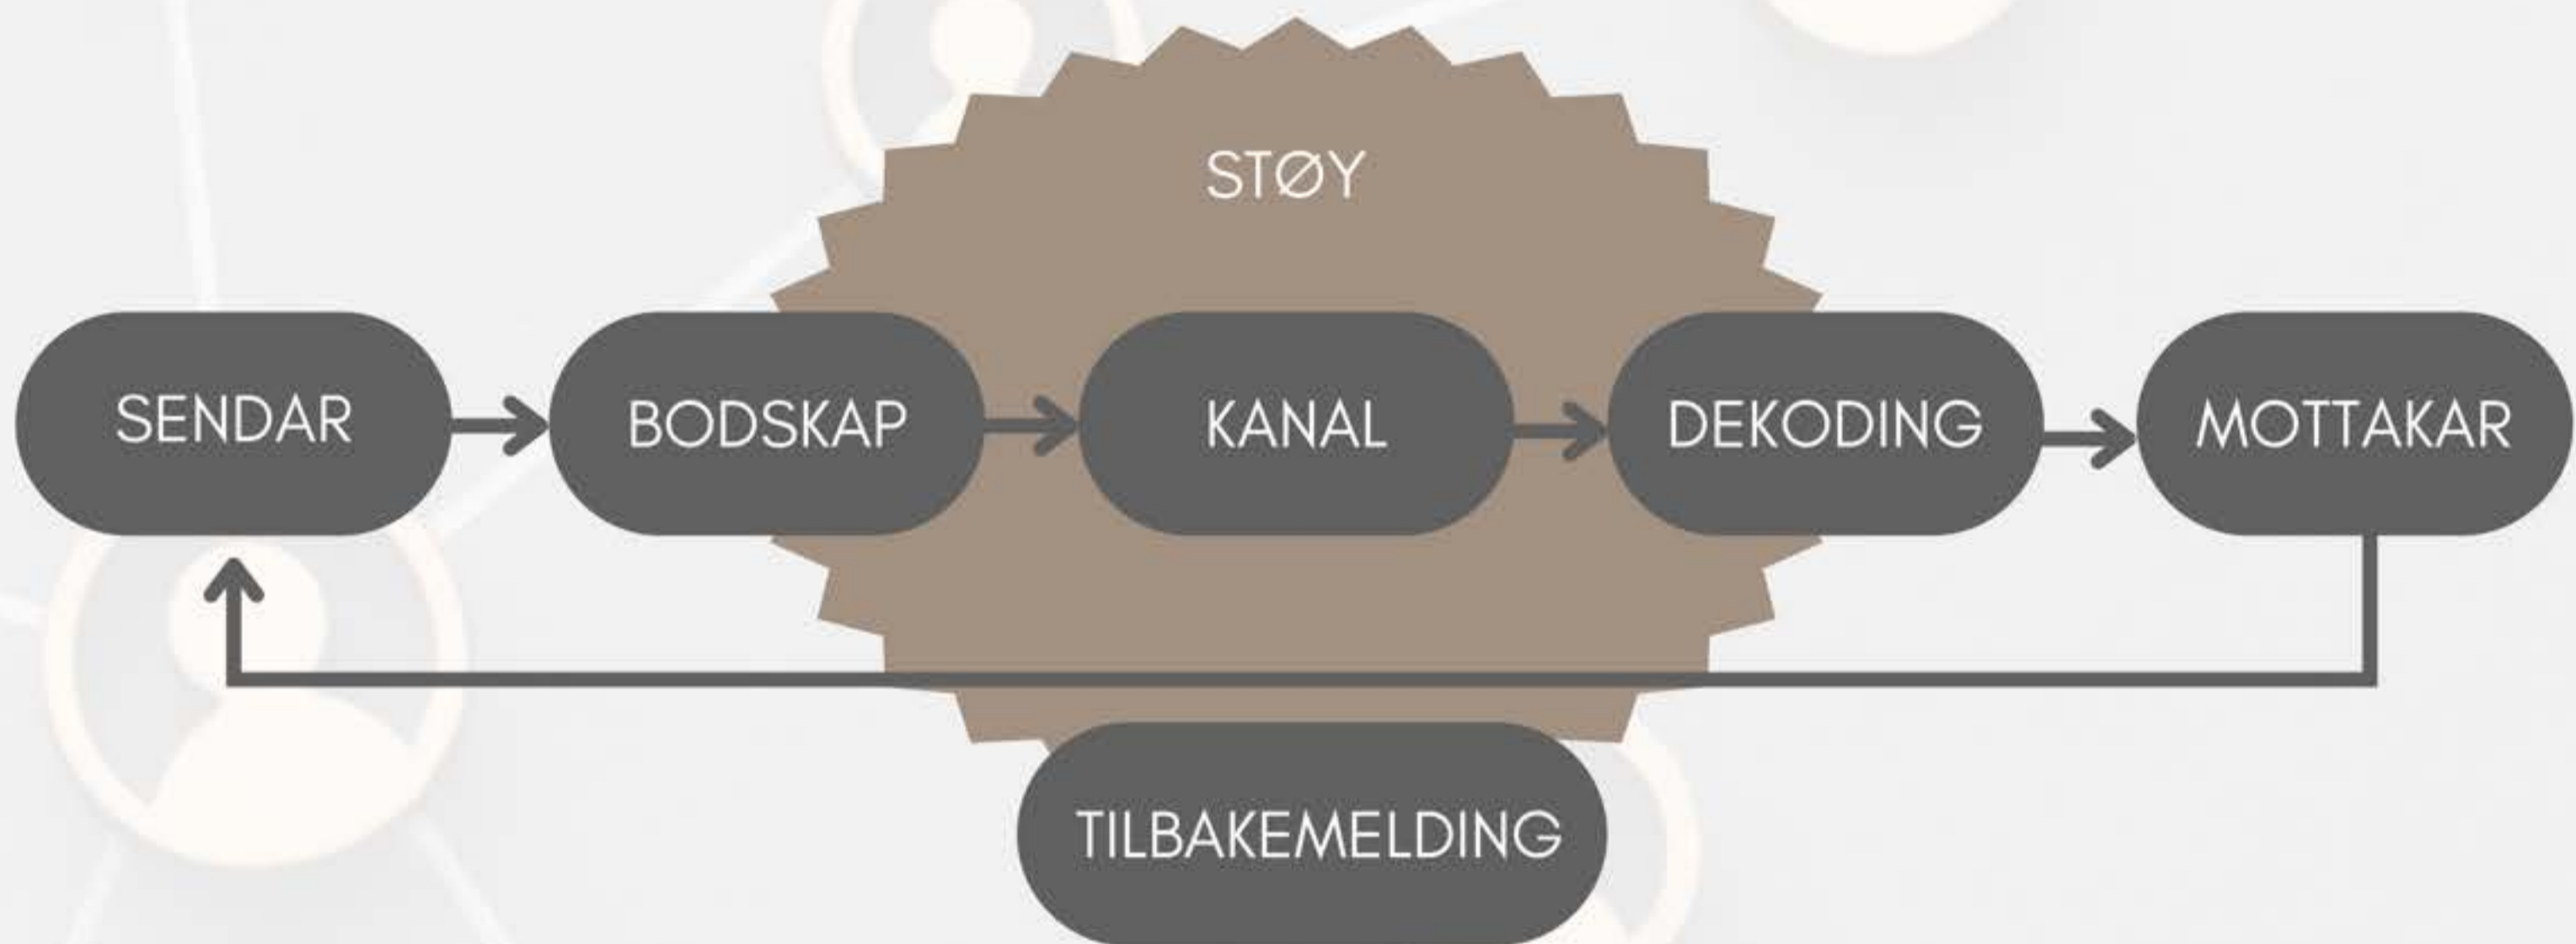 STØY
SENDAR
BODSKAP
KANAL
DEKODING
MOTTAKAR
TILBAKEMELDING